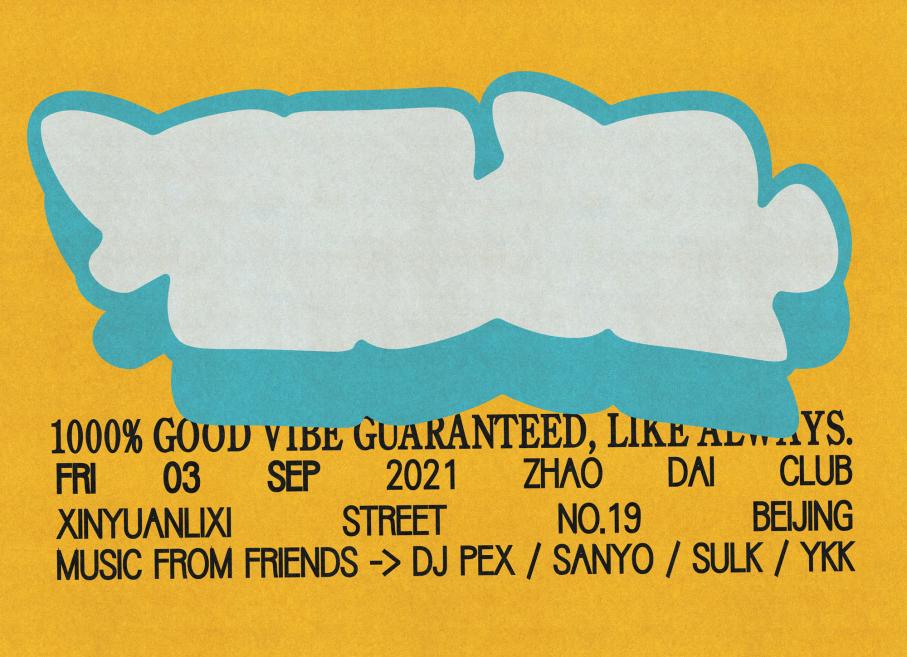 1000% GOOD VIBE GUARANTEED, LIKE ALWAYS.
FRI 03 SEP 2021 ZHAO DAI CLUB
XINYUANLIXI STREET NO.19 BEIJING
MUSIC FROM FRIENDS -> DJ PEX / SANYO / SULK / YKK